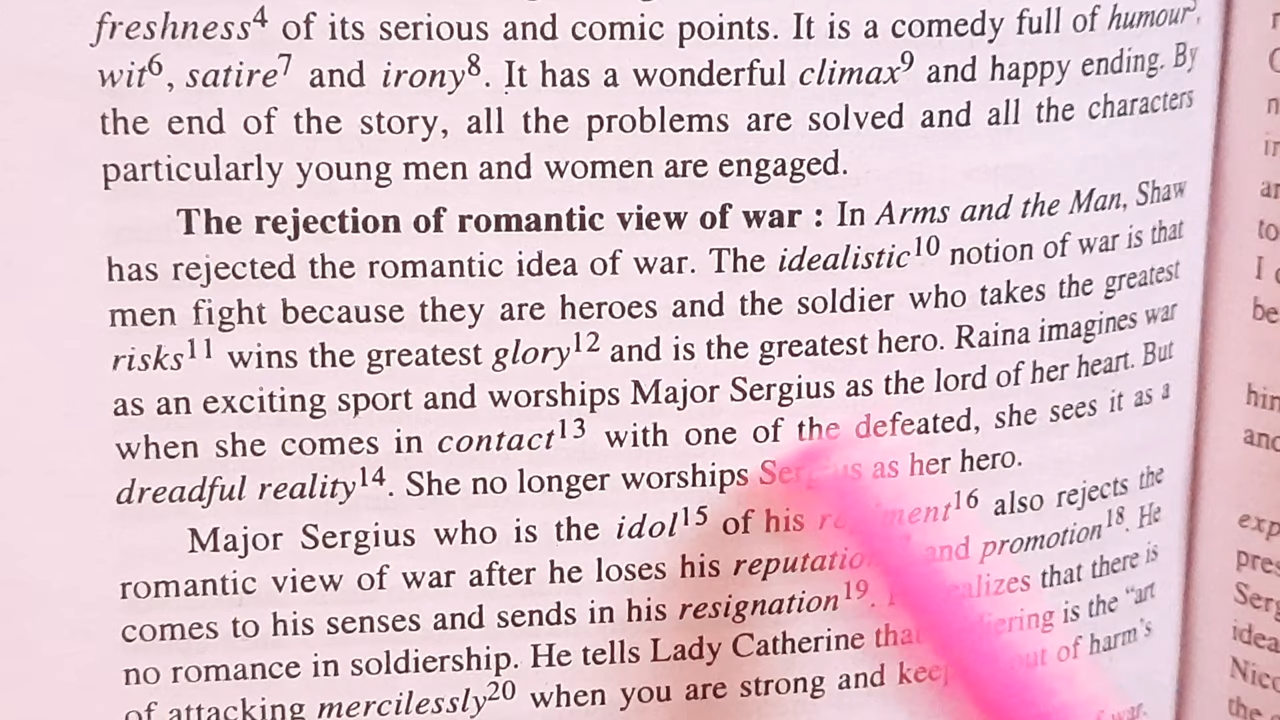 freshness⁴ of its serious and comic points. It is a comedy full of humour,
wit⁶, satire⁷ and irony⁸. It has a wonderful climax⁹ and happy ending. By
the end of the story, all the problems are solved and all the characters
particularly young men and women are engaged.
The rejection of romantic view of war : In Arms and the Man, Shaw
has rejected the romantic idea of war. The idealistic¹⁰ notion of war is that
men fight because they are heroes and the soldier who takes the greatest
risks¹¹ wins the greatest glory¹² and is the greatest hero. Raina imagines war
as an exciting sport and worships Major Sergius as the lord of her heart. But
when she comes in contact¹³ with one of the defeated, she sees it as a
dreadful reality¹⁴. She no longer worships Sergius as her hero.
Major Sergius who is the idol¹⁵ of his also rejects the
romantic view of war after he loses his and promotion¹⁸. He
comes to his senses and sends in his resignation¹⁹. that there is
no romance in soldiership. He tells Lady Catherine is the "art
of attacking mercilessly²⁰ when you are strong and out of harm's
war.